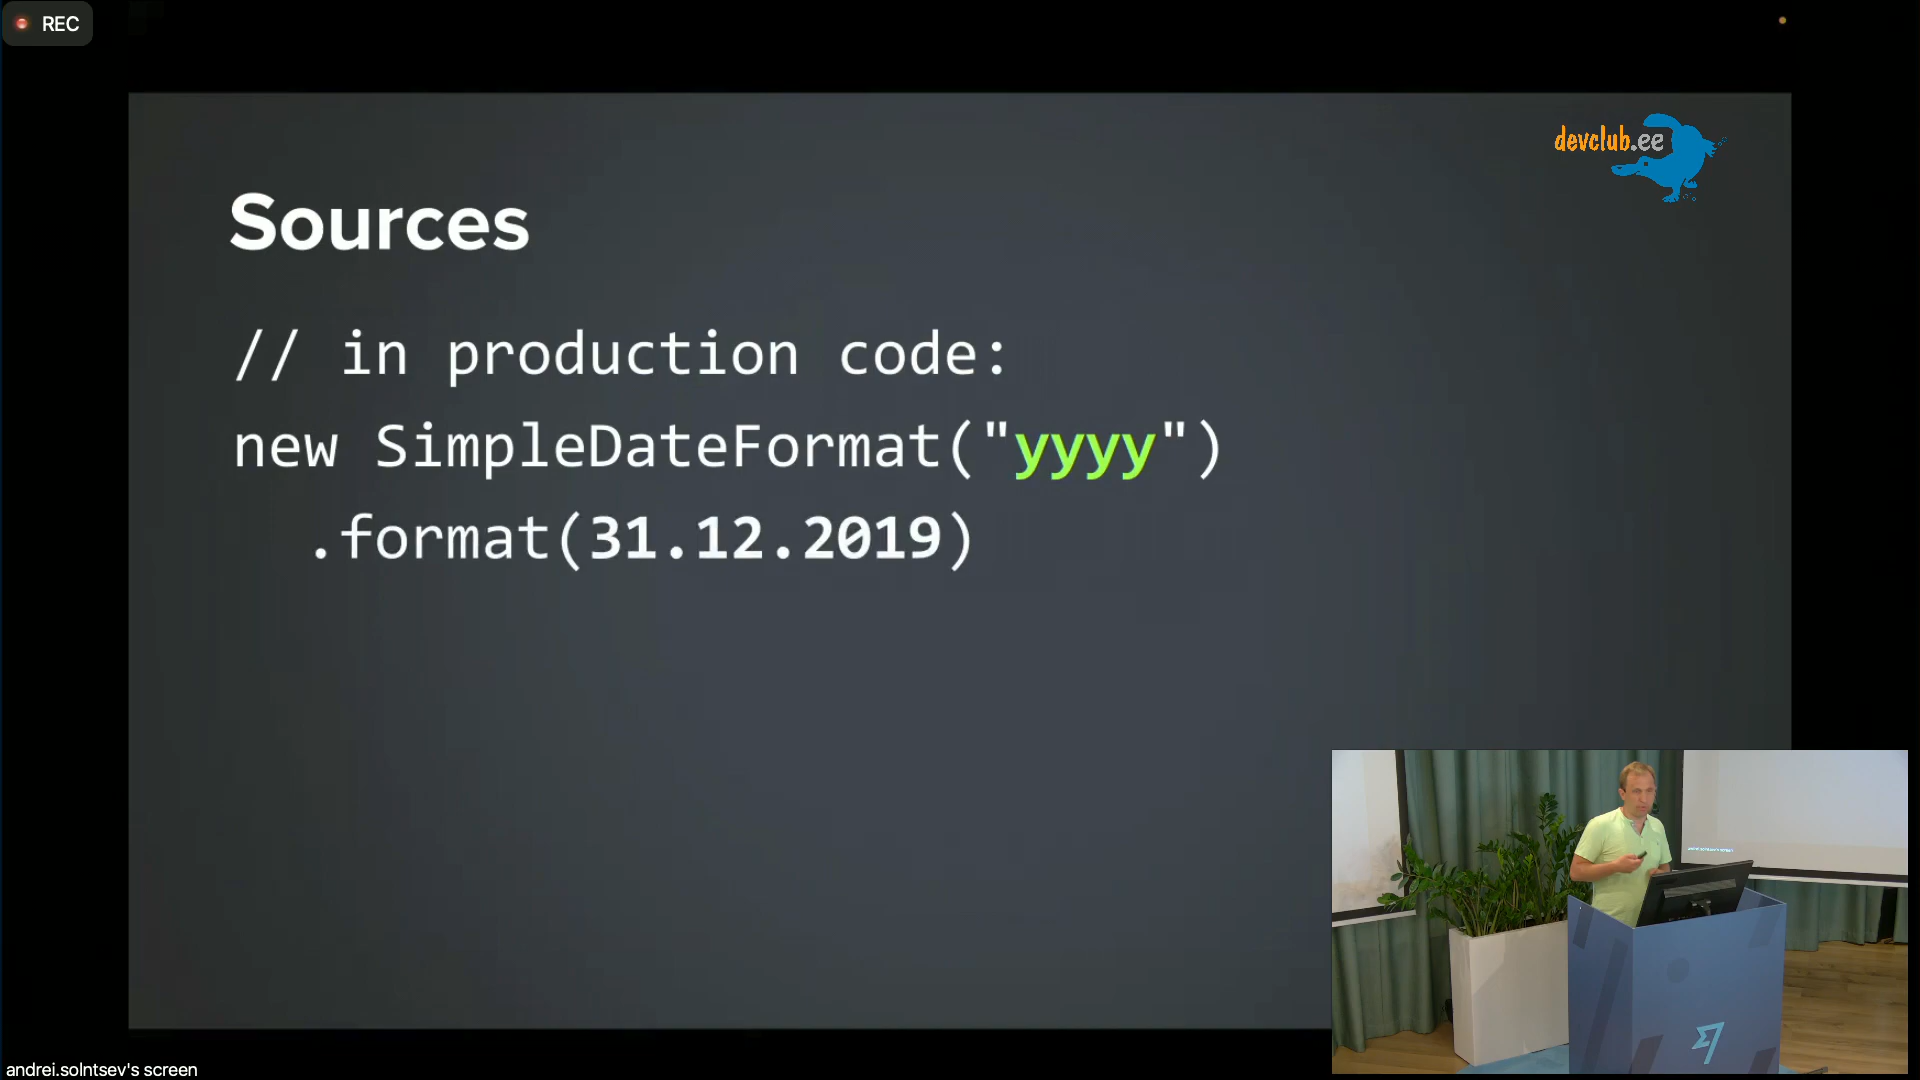 REC
devclub.ee
Sources
// in production code:
new SimpleDateFormat("yyyy")
.format(31.12.2019)
andrei.solntsev's screen